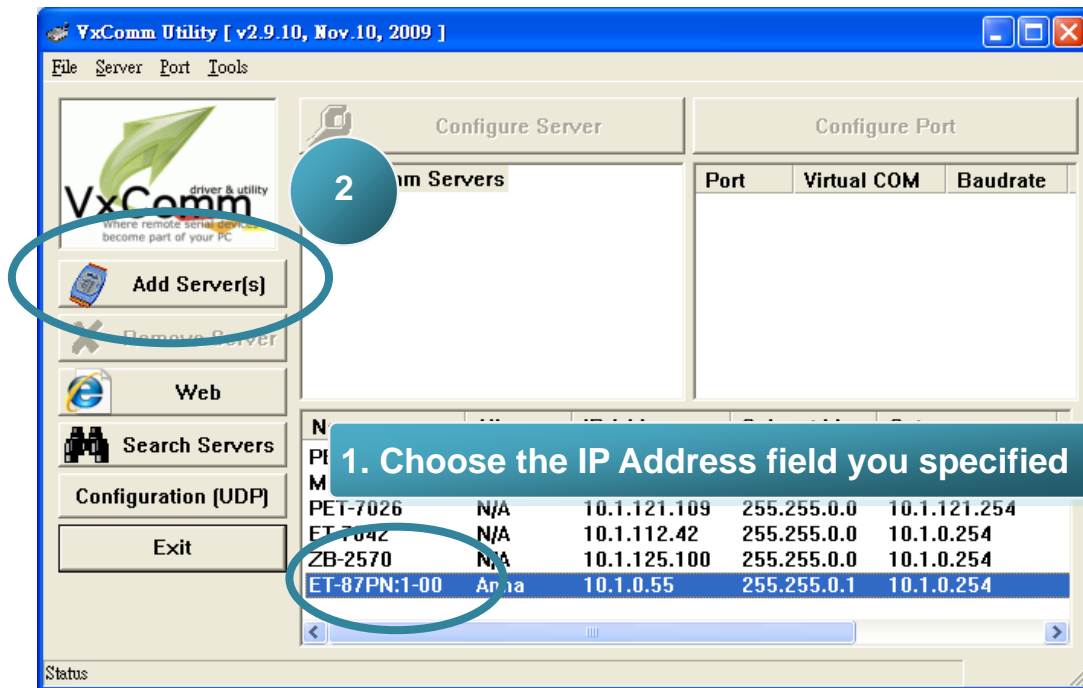 VxComm Utility [ v2.9.10, Nov.10, 2009 ]
File Server Port Tools
VxComm
driver & utility
Where remote serial devices
become part of your PC
Configure Server
Configure Port
2
Servers
Port Virtual COM Baudrate
Add Server(s)
Remove Server
Web
Search Servers
Configuration (UDP)
Exit
1. Choose the IP Address field you specified
PET-7026 N/A 10.1.121.109 255.255.0.0 10.1.121.254
ET-7042 N/A 10.1.112.42 255.255.0.0 10.1.0.254
ZB-2570 N/A 10.1.125.100 255.255.0.0 10.1.0.254
ET-87PN:1-00 Anna 10.1.0.55 255.255.0.1 10.1.0.254
Status